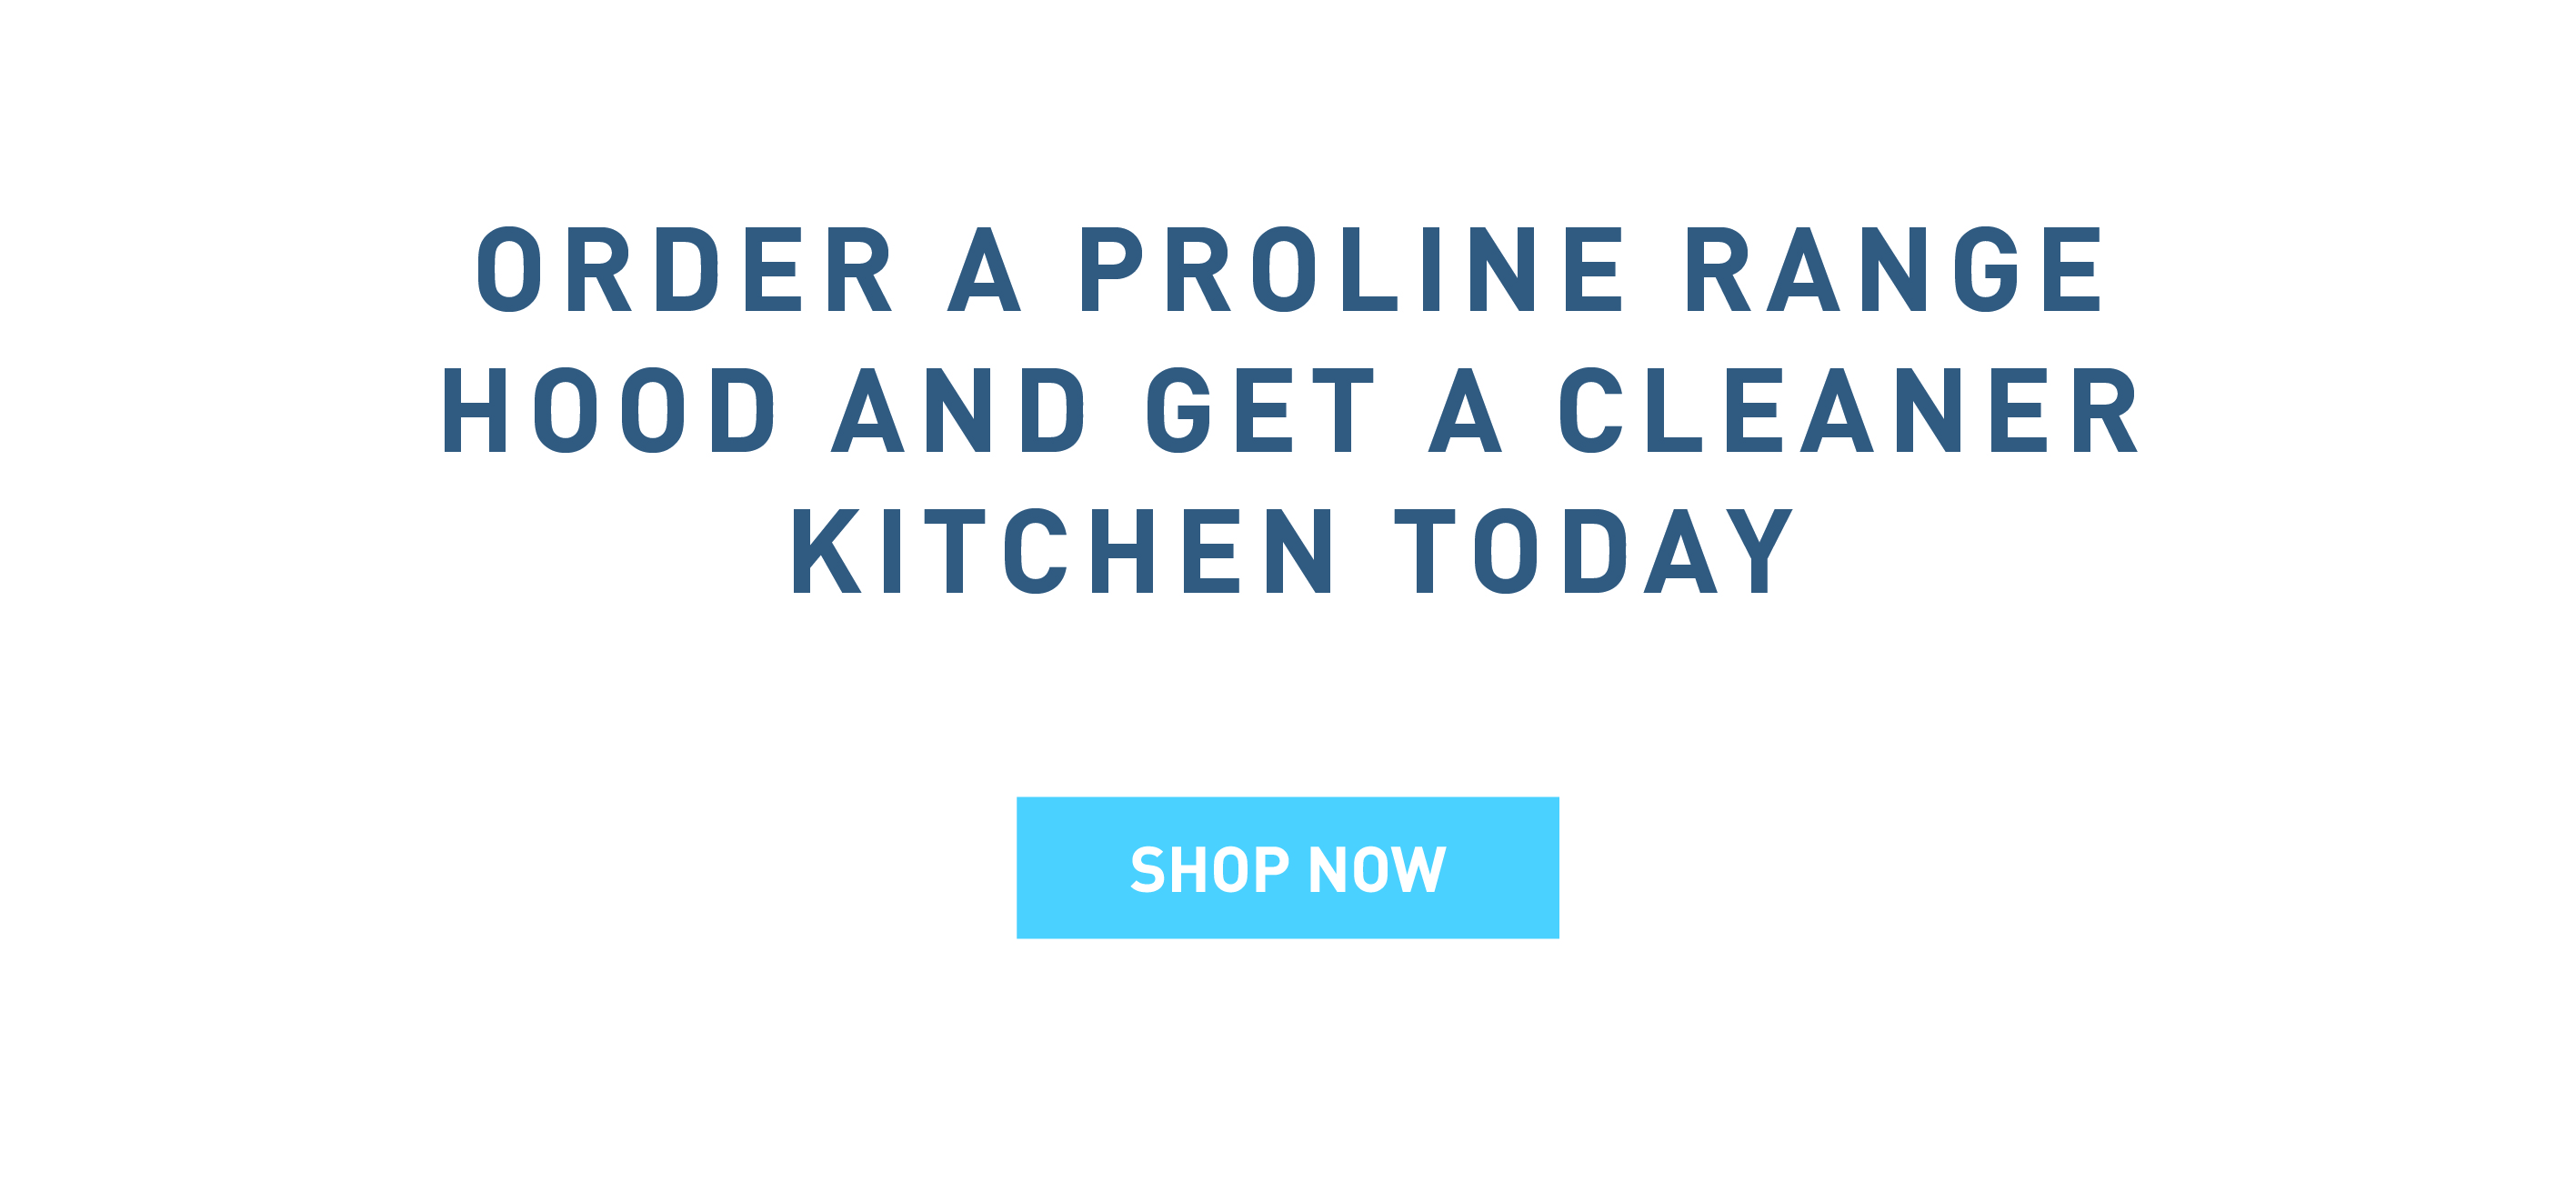 ORDER A PROLINE RANGE
HOOD AND GET A CLEANER
KITCHEN TODAY
SHOP NOW